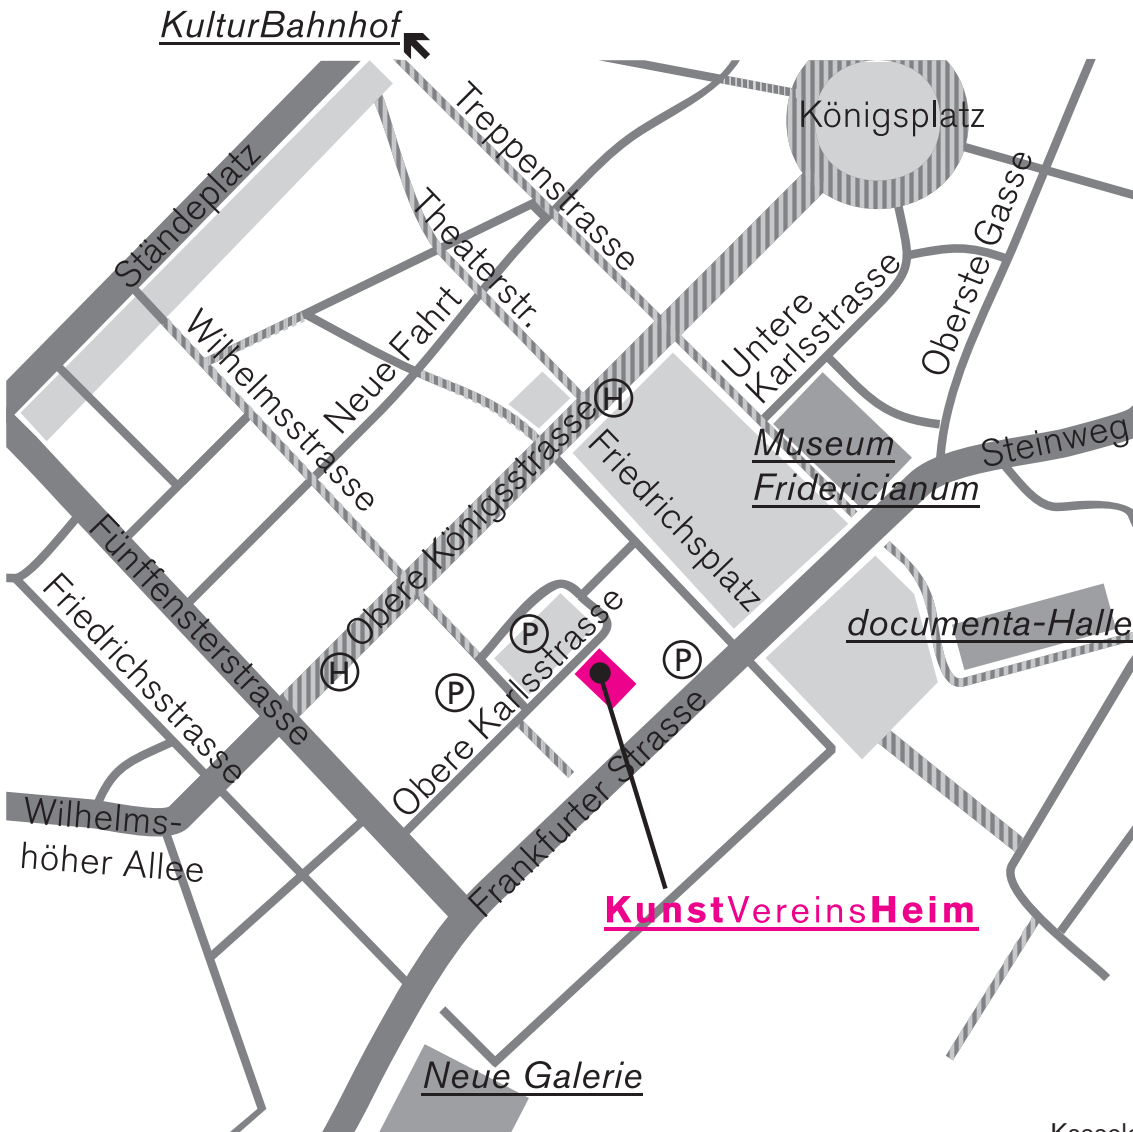 KulturBahnhof
Königsplatz
Treppenstrasse
Ständeplatz
Theaterstr.
Oberste Gasse
Untere
Karlsstrasse
Neue Fahrt
Wilhelmsstrasse
H
Obere Königsstrasse
Friedrichsplatz
Museum
Fridericianum
Steinweg
Fünffensterstrasse
Friedrichsstrasse
P
P
P
H
documenta-Halle
Obere Karlsstrasse
Frankfurter Strasse
Wilhelms-
höher Allee
KunstVereinsHeim
Neue Galerie